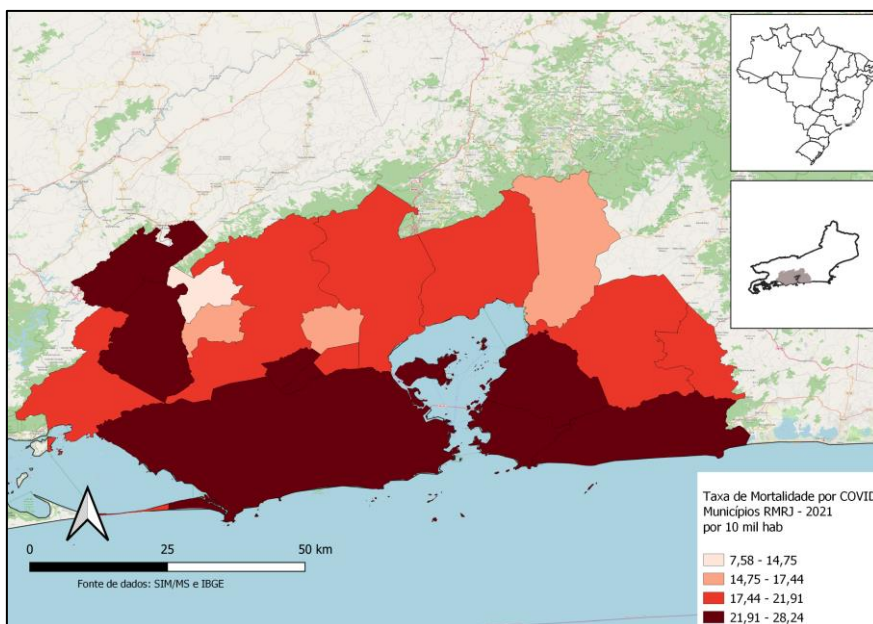 Taxa de Mortalidade por COVID
Municípios RMRJ - 2021
por 10 mil hab
7,58 - 14,75
14,75 - 17,44
17,44 - 21,91
21,91 - 28,24
0 25 50 km
Fonte de dados: SIM/MS e IBGE